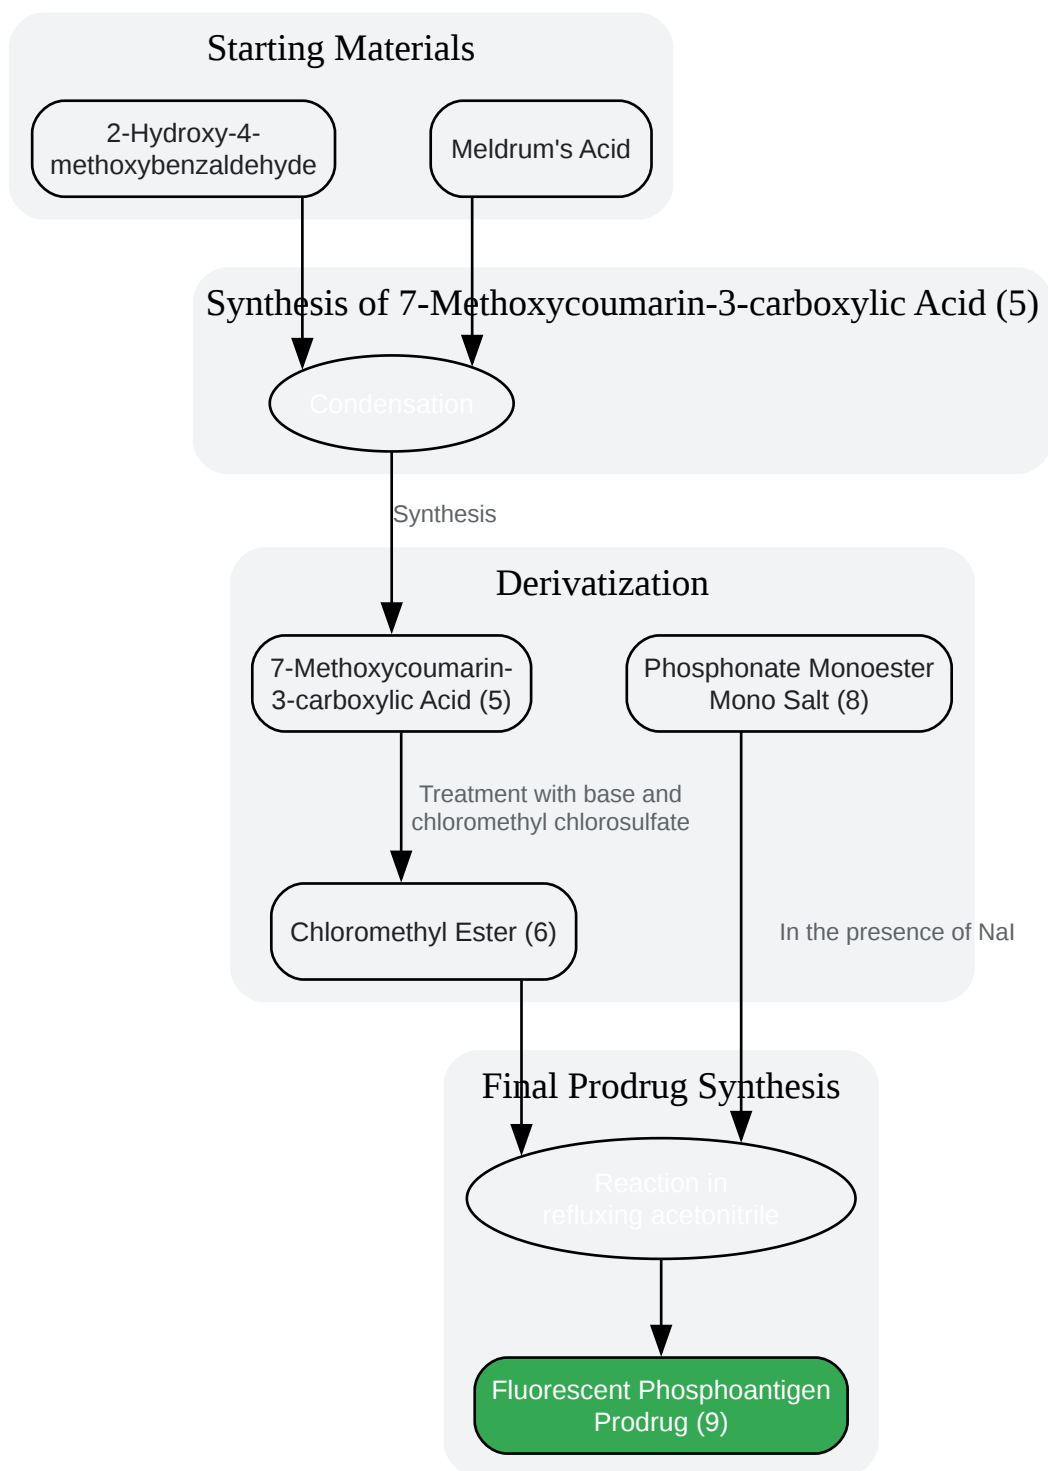 Starting Materials
2-Hydroxy-4-
methoxybenzaldehyde
Meldrum's Acid
Synthesis of 7-Methoxycoumarin-3-carboxylic Acid (5)
Condensation
Synthesis
Derivatization
7-Methoxycoumarin-
3-carboxylic Acid (5)
Phosphonate Monoester
Mono Salt (8)
Treatment with base and
chloromethyl chlorosulfate
Chloromethyl Ester (6)
In the presence of NaI
Final Prodrug Synthesis
Reaction in
refluxing acetonitrile
Fluorescent Phosphoantigen
Prodrug (9)